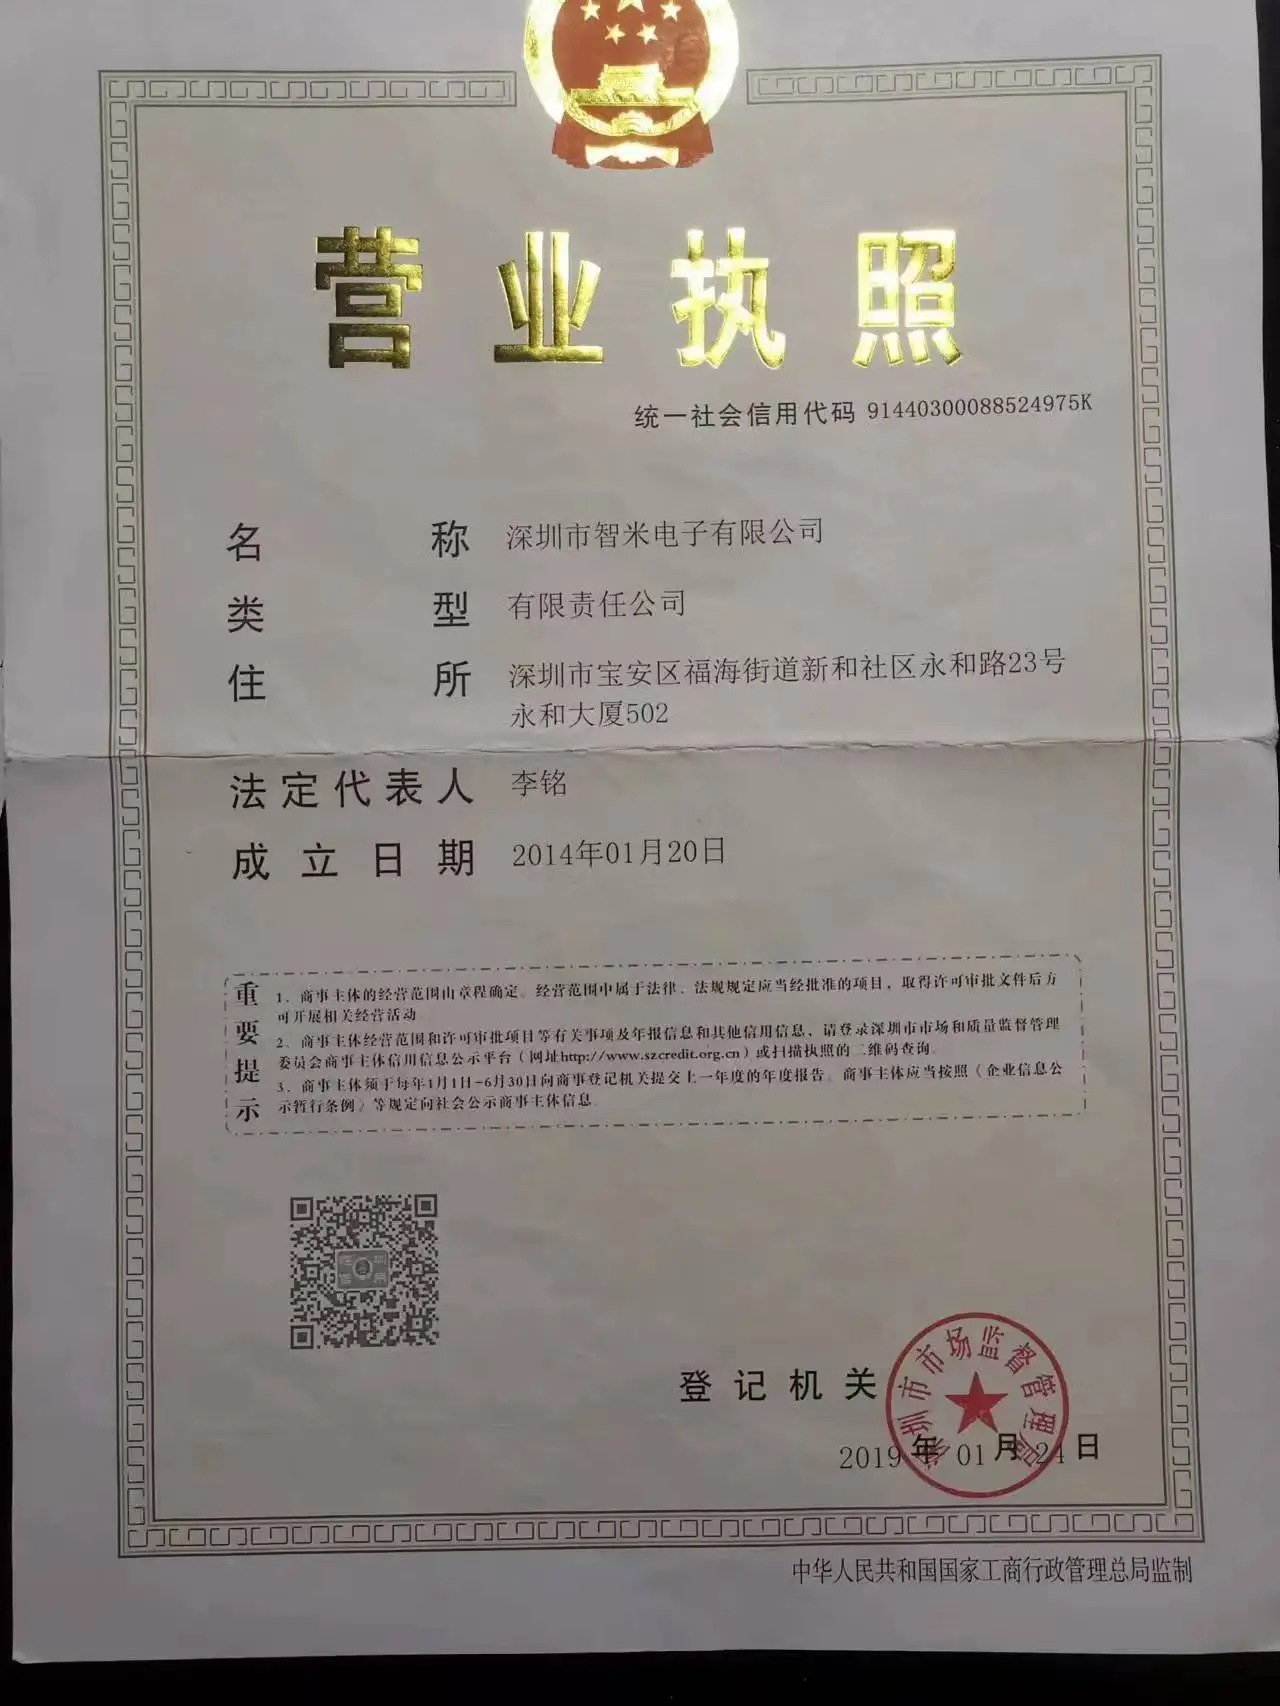 营业执照
统一社会信用代码 91440300088524975K
名称 深圳市智米电子有限公司
类型 有限责任公司
住所 深圳市宝安区福海街道新和社区永和路23号
永和大厦502
法定代表人 李铭
成立日期 2014年01月20日
重要提示
1、商事主体的经营范围由章程确定。经营范围中属于法律、法规规定应当经批准的项目，取得许可审批文件后方
可开展相关经营活动。
2、商事主体经营范围和许可审批项目等有关事项及年报信息和其他信用信息，请登录深圳市市场和质量监督管理
委员会商事主体信用信息公示平台（网址http://www.szcredit.org.cn）或扫描执照的二维码查询。
3、商事主体须于每年1月1日-6月30日向商事登记机关提交上一年度的年度报告。商事主体应当按照《企业信息公
示暂行条例》等规定向社会公示商事主体信息。
登记机关
深圳市市场监督管理局
2019年01月24日
中华人民共和国国家工商行政管理总局监制